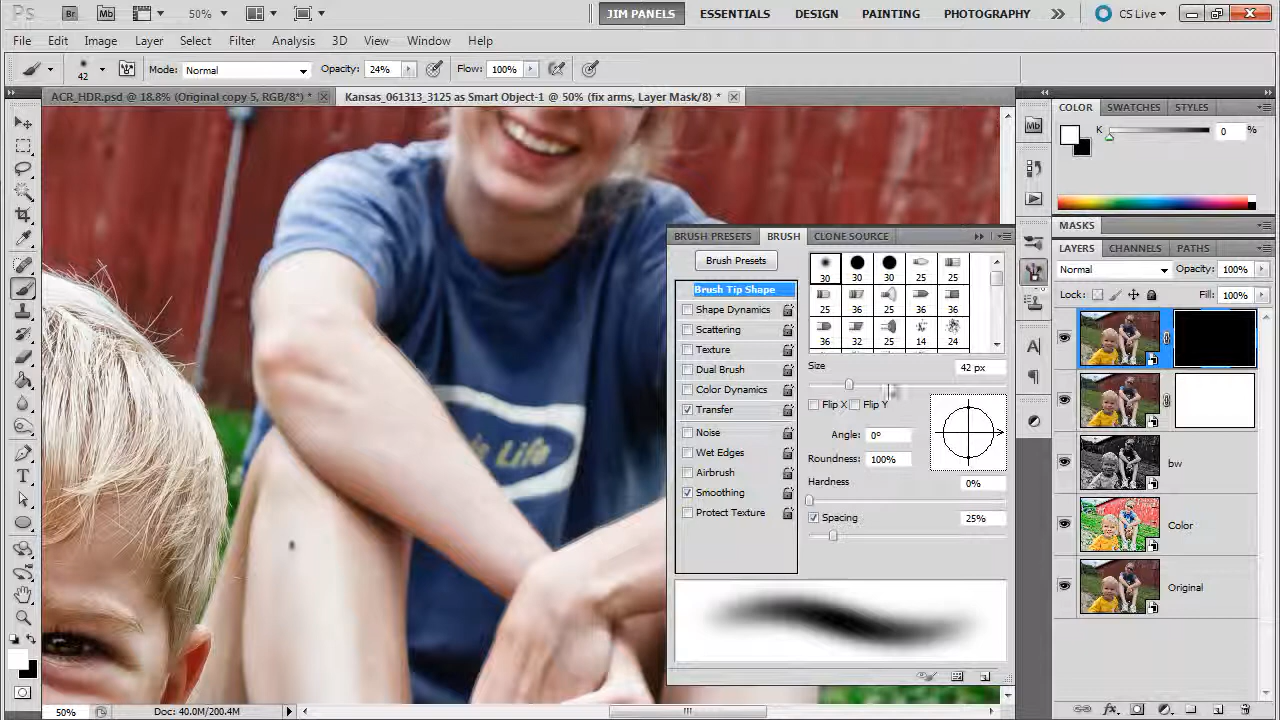 Ps Br Mb 50% JIM PANELS ESSENTIALS DESIGN PAINTING PHOTOGRAPHY CS Live
File Edit Image Layer Select Filter Analysis 3D View Window Help
42 Mode: Normal Opacity: 24% Flow: 100%
ACR_HDR.psd @ 18.8% (Original copy 5, RGB/8*) * Kansas_061313_3125 as Smart Object-1 @ 50% (fix arms, Layer Mask/8) *
COLOR SWATCHES STYLES
K 0 %
MASKS
LAYERS CHANNELS PATHS
Normal Opacity: 100%
Lock: Fill: 100%
bw
Color
Original
BRUSH PRESETS BRUSH CLONE SOURCE
Brush Presets
Brush Tip Shape
Shape Dynamics
Scattering
Texture
Dual Brush
Color Dynamics
Transfer
Noise
Wet Edges
Airbrush
Smoothing
Protect Texture
30 30 30 25 25
25 36 25 36 36
36 32 25 14 24
Size 42 px
Flip X Flip Y
Angle: 0°
Roundness: 100%
Hardness 0%
Spacing 25%
Life
50% Doc: 40.0M/200.4M